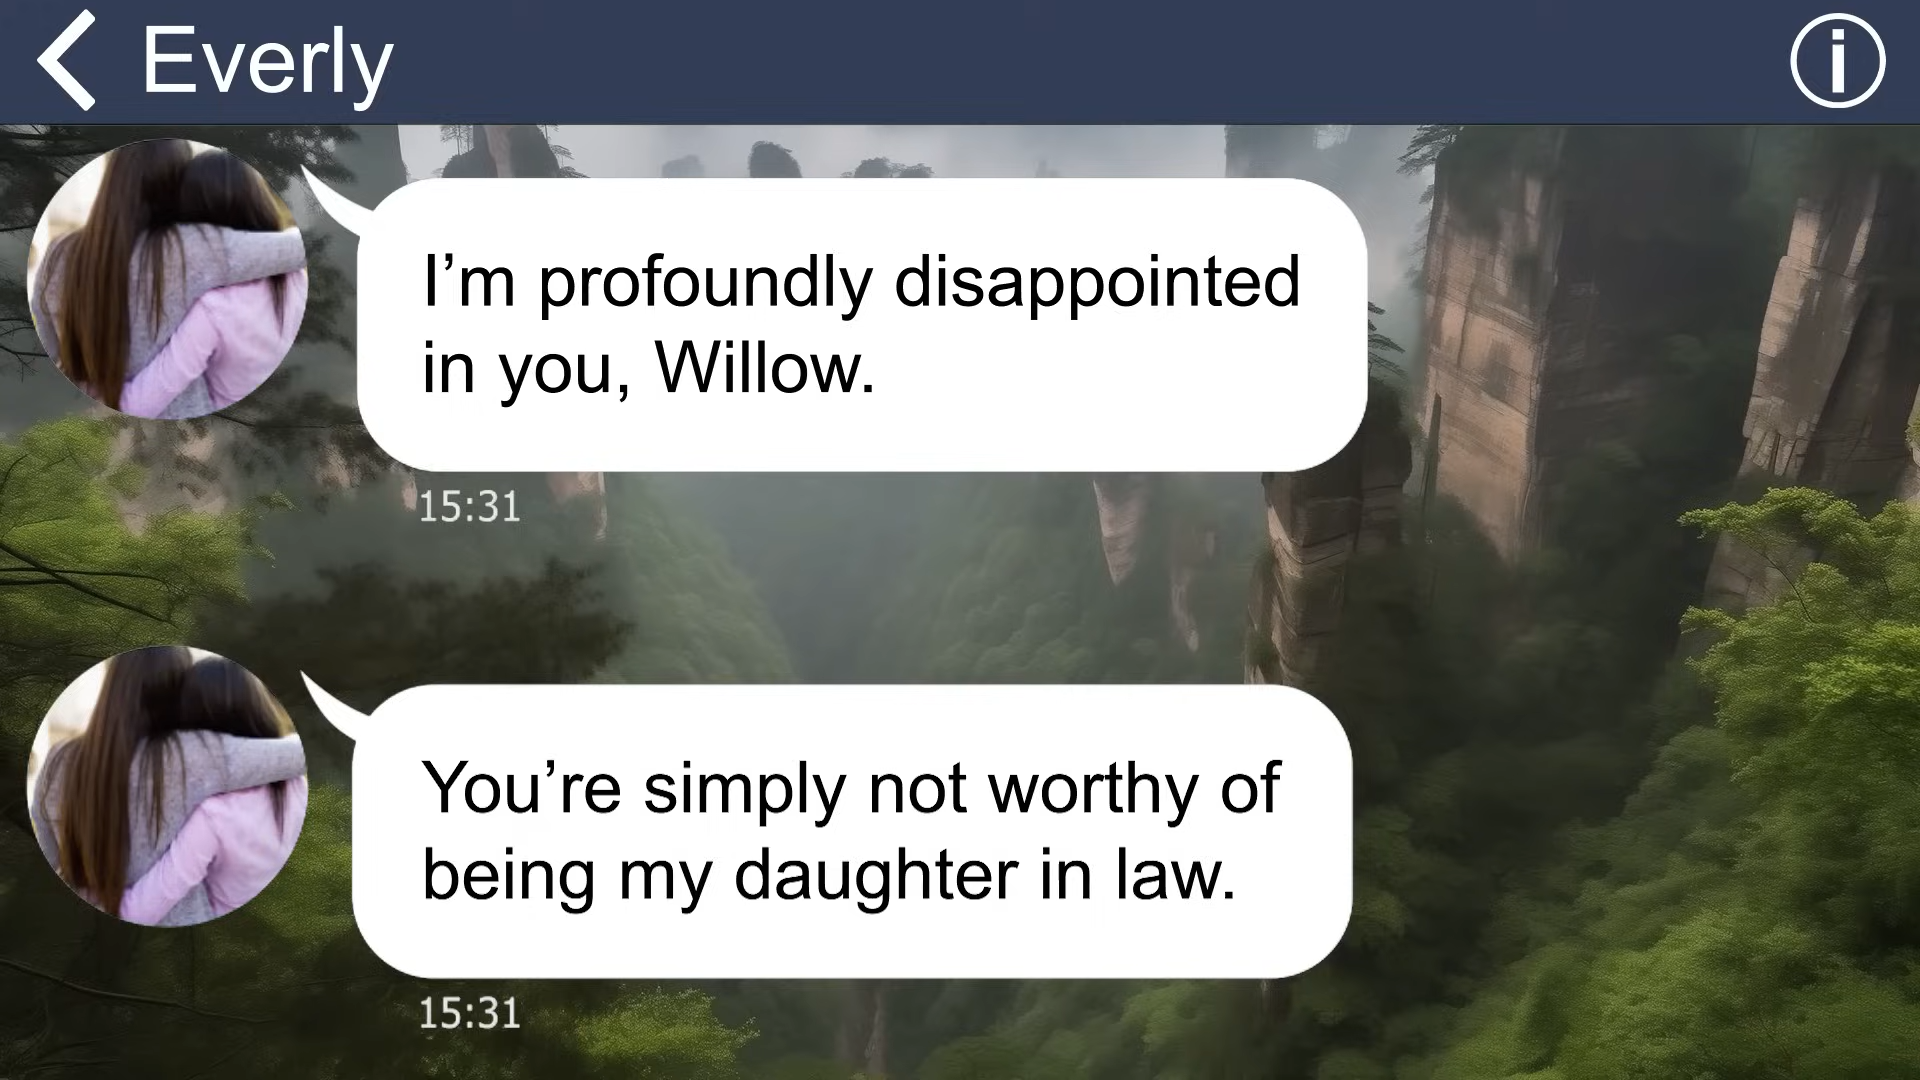 Everly
I’m profoundly disappointed
in you, Willow.
15:31
You’re simply not worthy of
being my daughter in law.
15:31